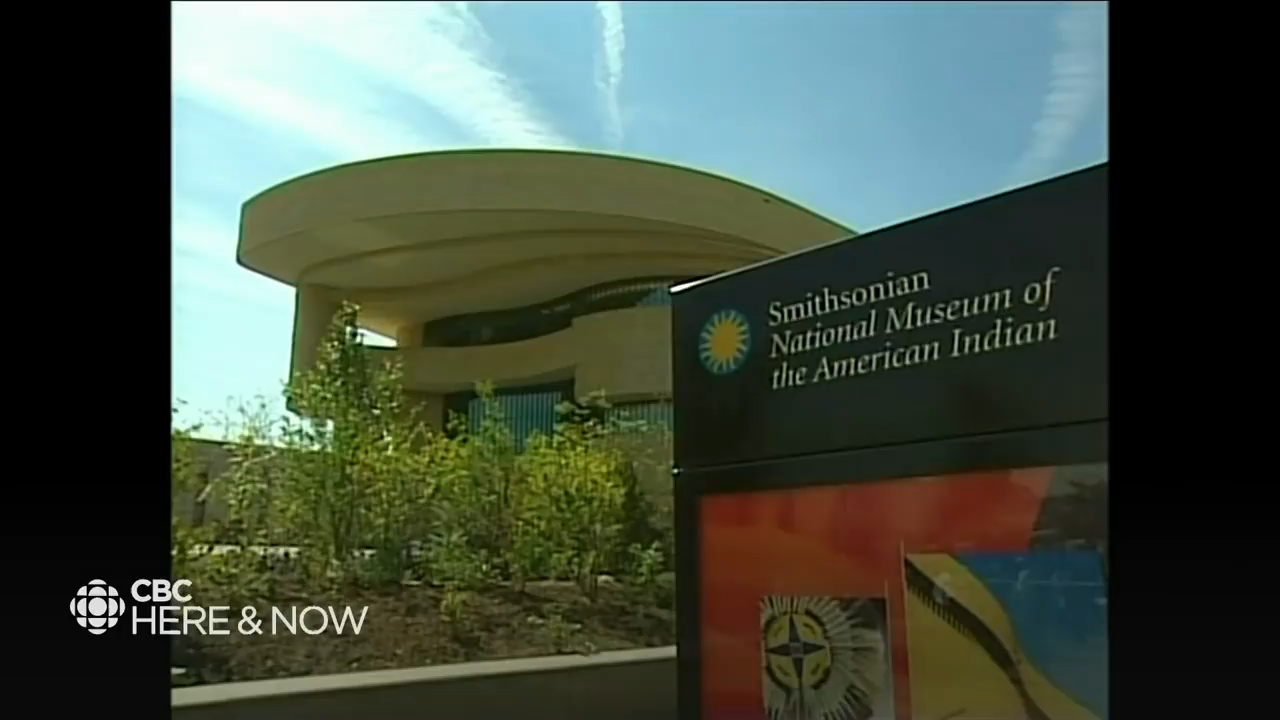 Smithsonian
National Museum of
the American Indian
CBC
HERE & NOW